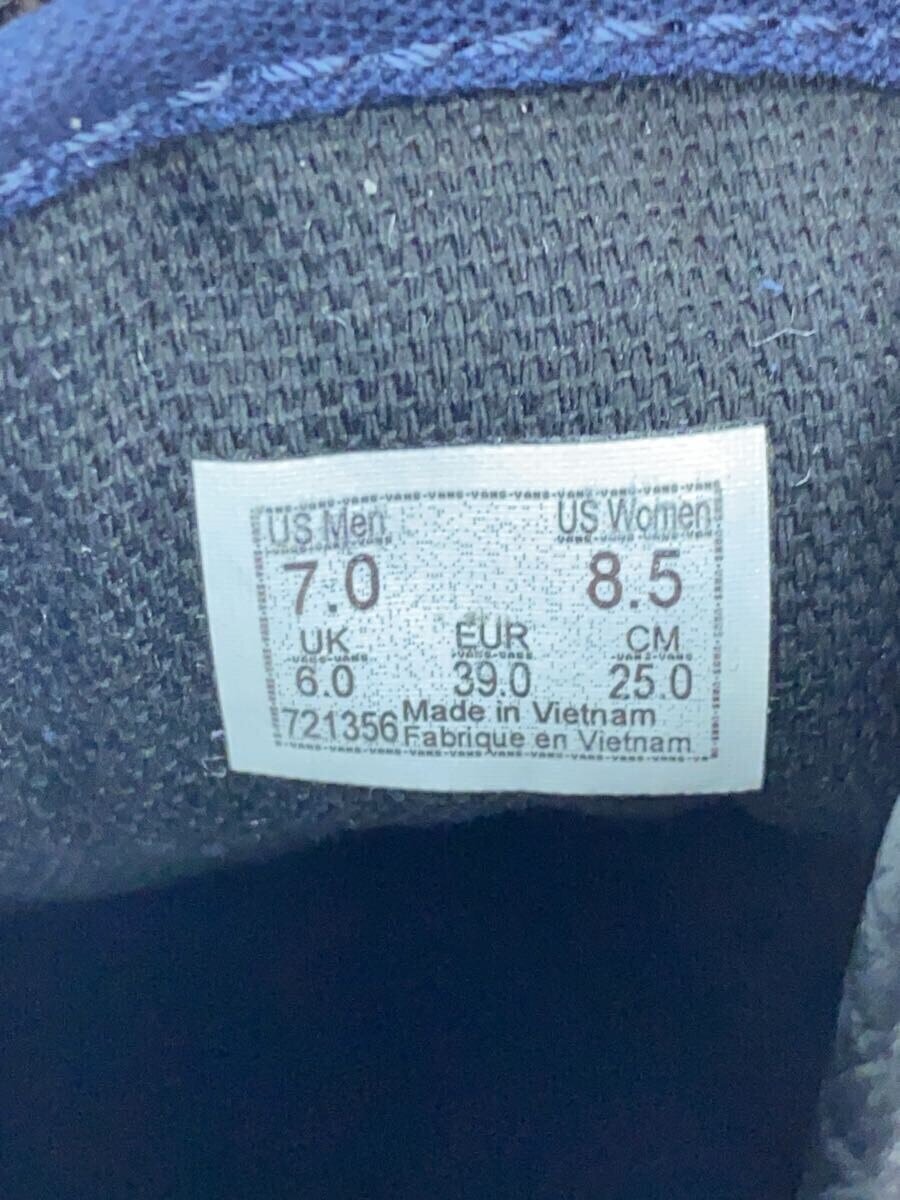 US Men US Women
7.0 8.5
UK EUR CM
6.0 39.0 25.0
721356 Made in Vietnam
Fabrique en Vietnam